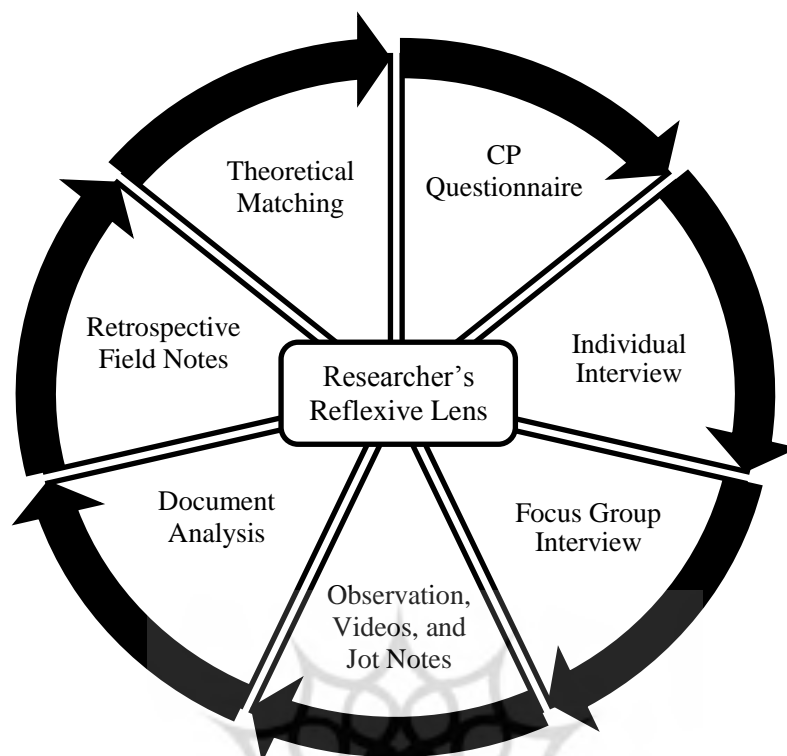 CP
Questionnaire
Individual
Interview
Focus Group
Interview
Observation,
Videos, and
Jot Notes
Document
Analysis
Retrospective
Field Notes
Theoretical
Matching
Researcher’s
Reflexive Lens